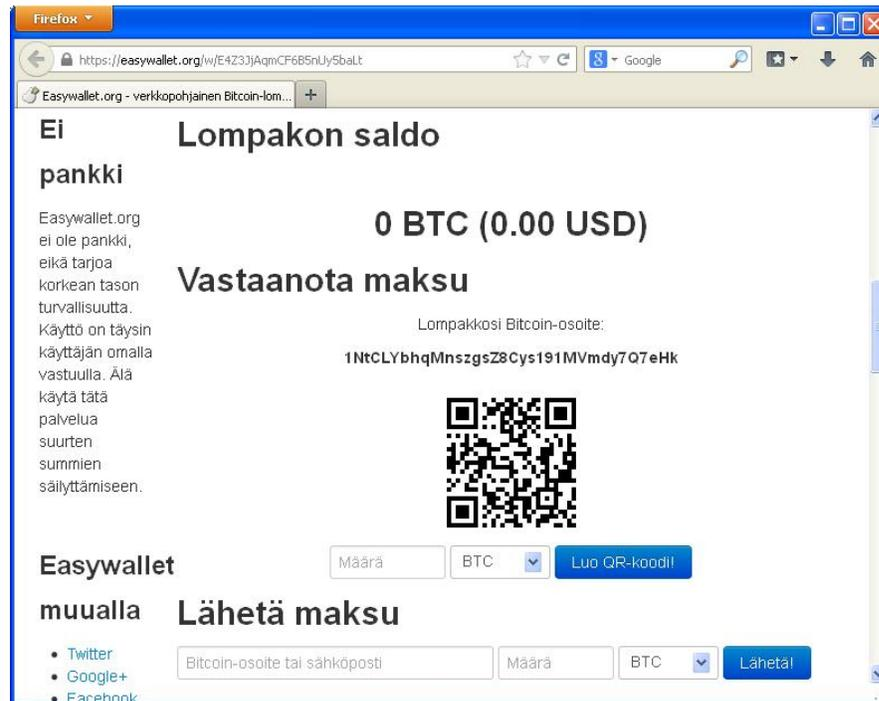 Firefox
https://easywallet.org/w/E4Z3JjAqmCF6B5nUy5baLt
Google
Easywallet.org - verkkopohjainen Bitcoin-lom...
Ei
pankki
Easywallet.org
ei ole pankki,
eikä tarjoa
korkean tason
turvallisuutta.
Käyttö on täysin
käyttäjän omalla
vastuulla. Älä
käytä tätä
palvelua
suurten
summien
säilyttämiseen.
Easywallet
muualla
Twitter
Google+
Facebook
Lompakon saldo
0 BTC (0.00 USD)
Vastaanota maksu
Lompakkosi Bitcoin-osoite:
1NtCLYbhqMnszgsZ8Cys191MVmdy7Q7eHk
Määrä BTC Luo QR-koodi!
Lähetä maksu
Bitcoin-osoite tai sähköposti Määrä BTC Lähetä!